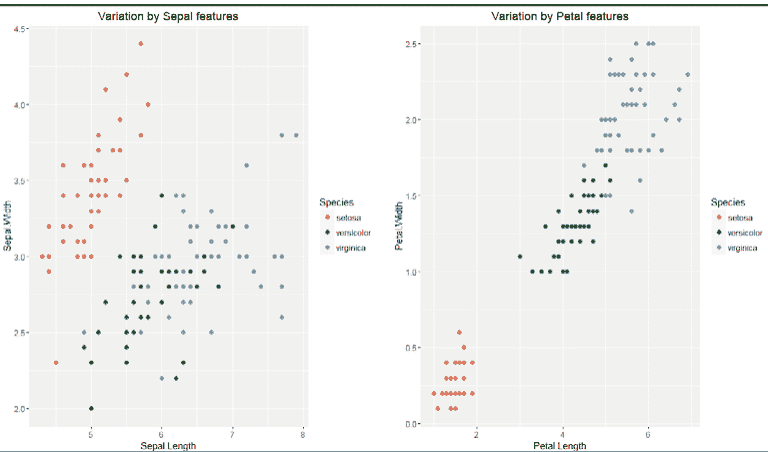 Variation by Sepal features
Sepal.Width
4.5
4.0
3.5
3.0
2.5
2.0
5 6 7 8
Sepal.Length
Species
setosa
versicolor
virginica
Variation by Petal features
Petal.Width
2.5
2.0
1.5
1.0
0.5
0.0
2 4 6
Petal.Length
Species
setosa
versicolor
virginica